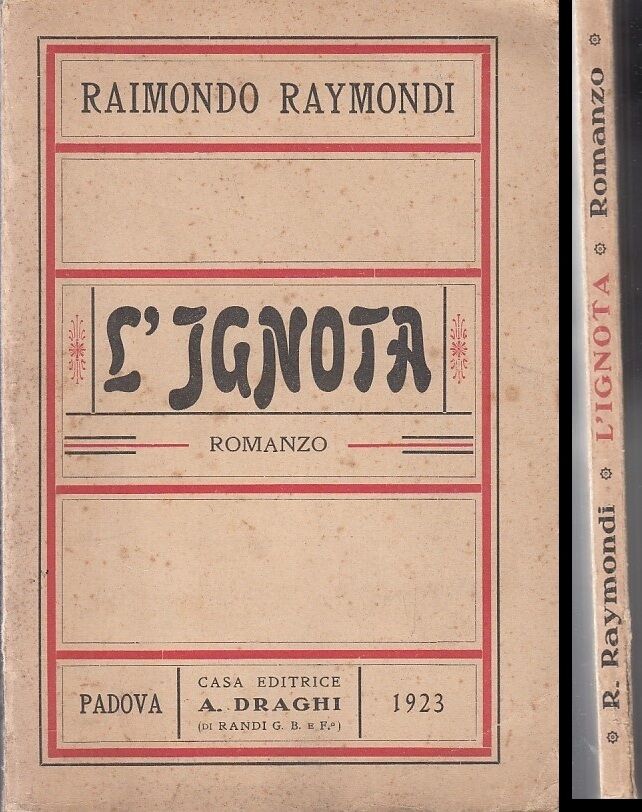 RAIMONDO RAYMONDI
L'IGNOTA
ROMANZO
PADOVA
CASA EDITRICE
A. DRAGHI
(DI RANDI G. B. E F.º)
1923
R. Raymondi L'IGNOTA Romanzo